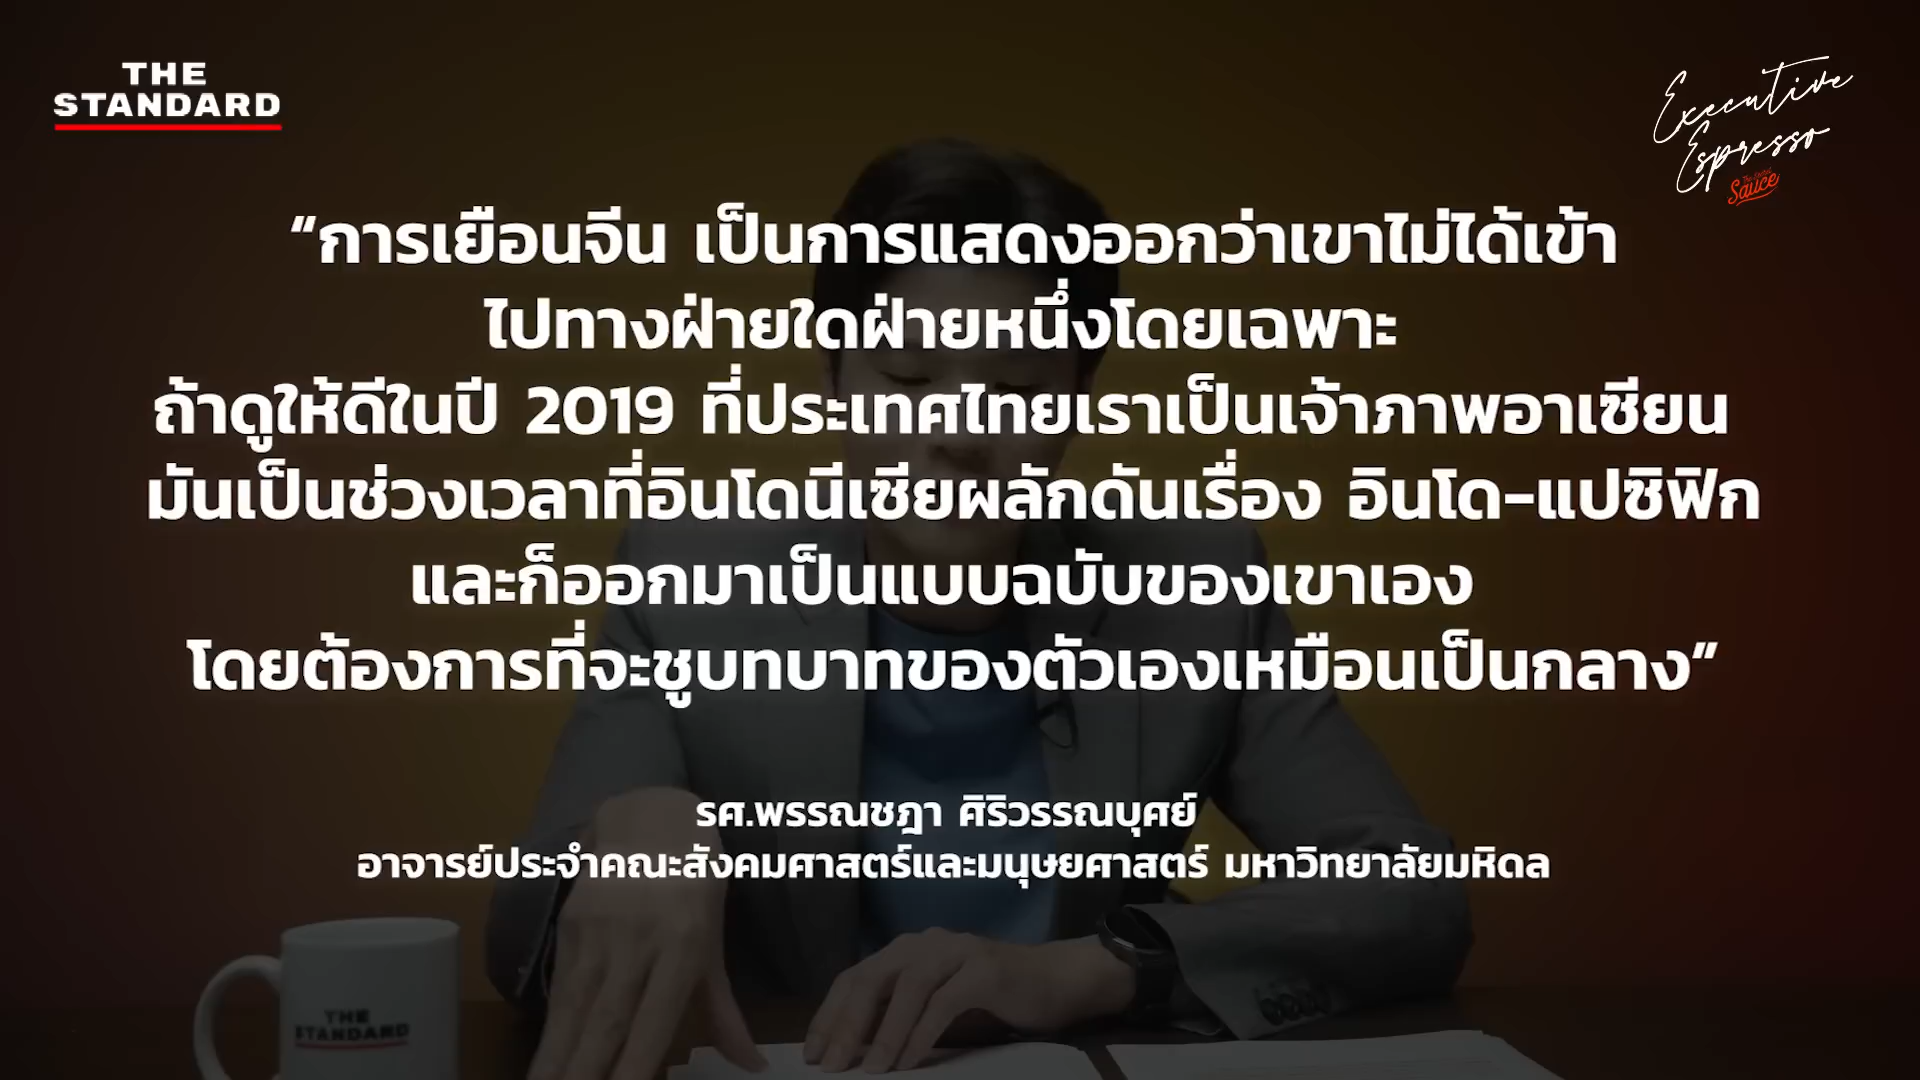 THE
STANDARD
Executive
Espresso
The Secret
Sauce
“การเยือนจีน เป็นการแสดงออกว่าเขาไม่ได้เข้า
ไปทางฝ่ายใดฝ่ายหนึ่งโดยเฉพาะ
ถ้าดูให้ดีในปี 2019 ที่ประเทศไทยเราเป็นเจ้าภาพอาเซียน
มันเป็นช่วงเวลาที่อินโดนีเซียผลักดันเรื่อง อินโด-แปซิฟิก
และก็ออกมาเป็นแบบฉบับของเขาเอง
โดยต้องการที่จะชูบทบาทของตัวเองเหมือนเป็นกลาง”
รศ.พรรณชฎา ศิริวรรณบุศย์
อาจารย์ประจำคณะสังคมศาสตร์และมนุษยศาสตร์ มหาวิทยาลัยมหิดล
THE
STANDARD